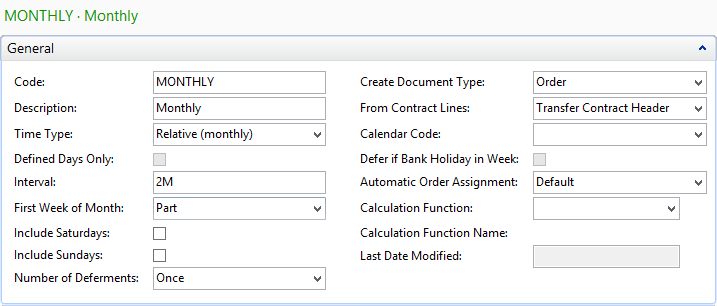 MONTHLY · Monthly
General
Code: MONTHLY
Description: Monthly
Time Type: Relative (monthly)
Defined Days Only:
Interval: 2M
First Week of Month: Part
Include Saturdays:
Include Sundays:
Number of Deferments: Once
Create Document Type: Order
From Contract Lines: Transfer Contract Header
Calendar Code:
Defer if Bank Holiday in Week:
Automatic Order Assignment: Default
Calculation Function:
Calculation Function Name:
Last Date Modified: